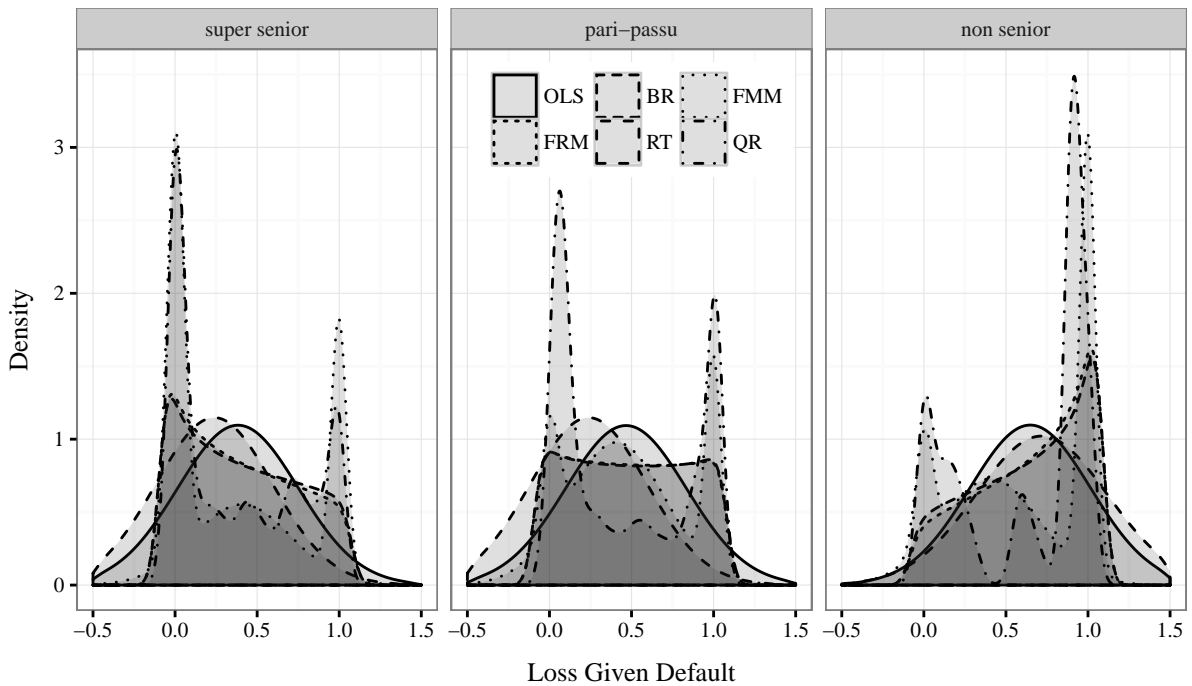 super senior
pari−passu
non senior
OLS BR FMM
FRM RT QR
3
2
1
0
Density
−0.5 0.0 0.5 1.0 1.5 −0.5 0.0 0.5 1.0 1.5 −0.5 0.0 0.5 1.0 1.5
Loss Given Default